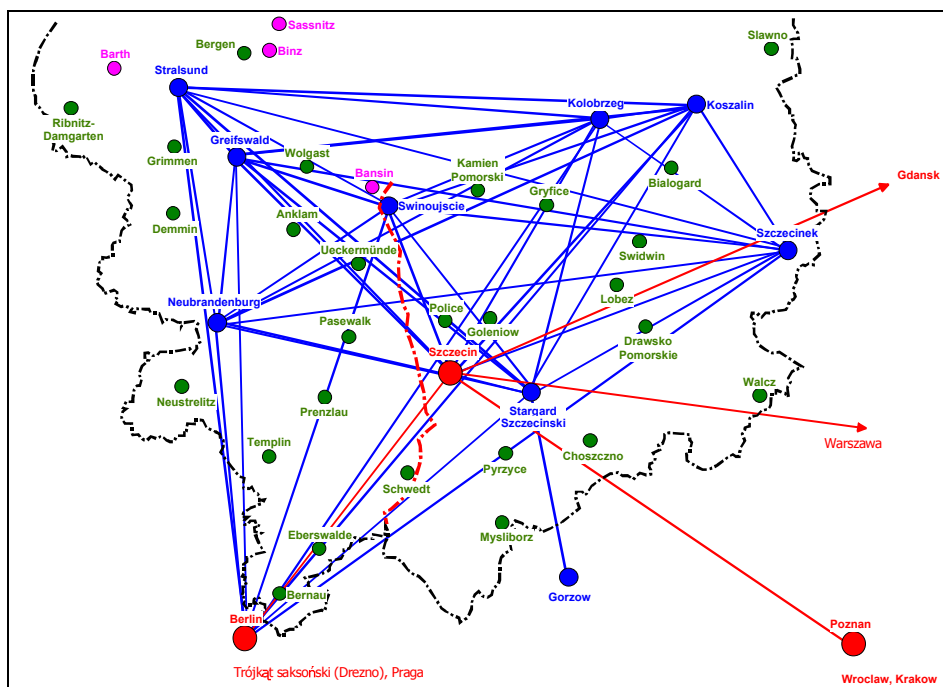 Sassnitz
Slawno
Bergen
Binz
Barth
Stralsund
Kolobrzeg
Koszalin
Ribnitz-
Damgarten
Greifswald
Grimmen
Wolgast
Kamien
Pomorski
Bansin
Gryfice
Bialogard
Gdansk
Swinoujscie
Demmin
Anklam
Szczecinek
Ueckermünde
Swidwin
Neubrandenburg
Lobez
Police
Pasewalk
Goleniow
Drawsko
Pomorskie
Szczecin
Neustrelitz
Walcz
Prenzlau
Stargard
Szczecinski
Warszawa
Templin
Choszczno
Pyrzyce
Schwedt
Eberswalde
Mysliborz
Bernau
Gorzow
Berlin
Poznan
Trójkąt saksoński (Drezno), Praga
Wroclaw, Krakow